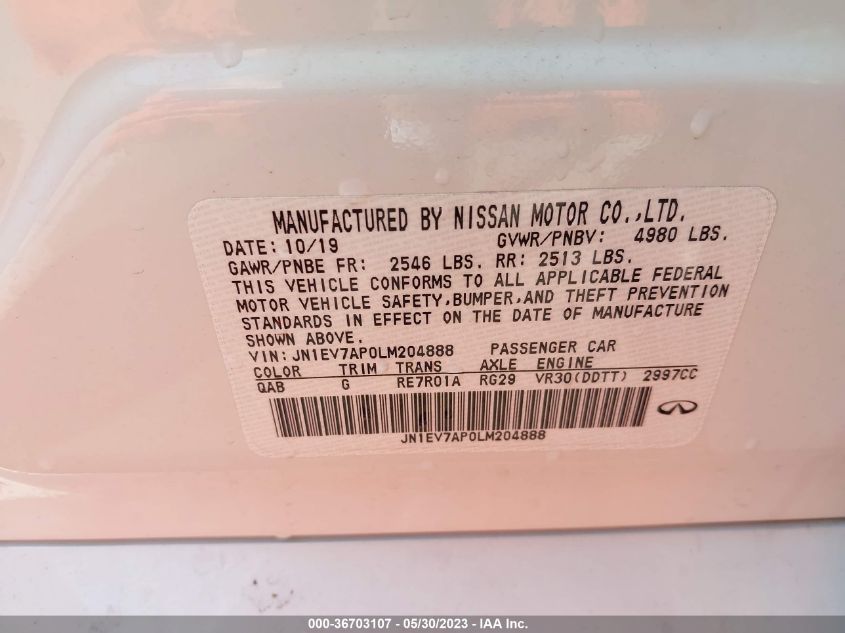 MANUFACTURED BY NISSAN MOTOR CO.,LTD.
DATE: 10/19 GVWR/PNBV: 4980 LBS.
GAWR/PNBE FR: 2546 LBS. RR: 2513 LBS.
THIS VEHICLE CONFORMS TO ALL APPLICABLE FEDERAL
MOTOR VEHICLE SAFETY,BUMPER,AND THEFT PREVENTION
STANDARDS IN EFFECT ON THE DATE OF MANUFACTURE
SHOWN ABOVE.
VIN: JN1EV7AP0LM204888 PASSENGER CAR
COLOR TRIM TRANS AXLE ENGINE
QAB G RE7R01A RG29 VR30(DDTT) 2997CC
JN1EV7AP0LM204888
000-36703107 - 05/30/2023 - IAA Inc.